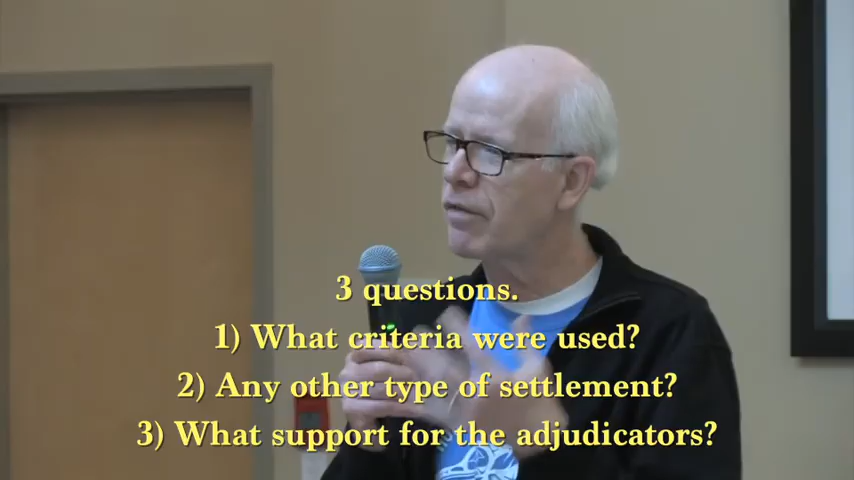 3 questions.
1) What criteria were used?
2) Any other type of settlement?
3) What support for the adjudicators?